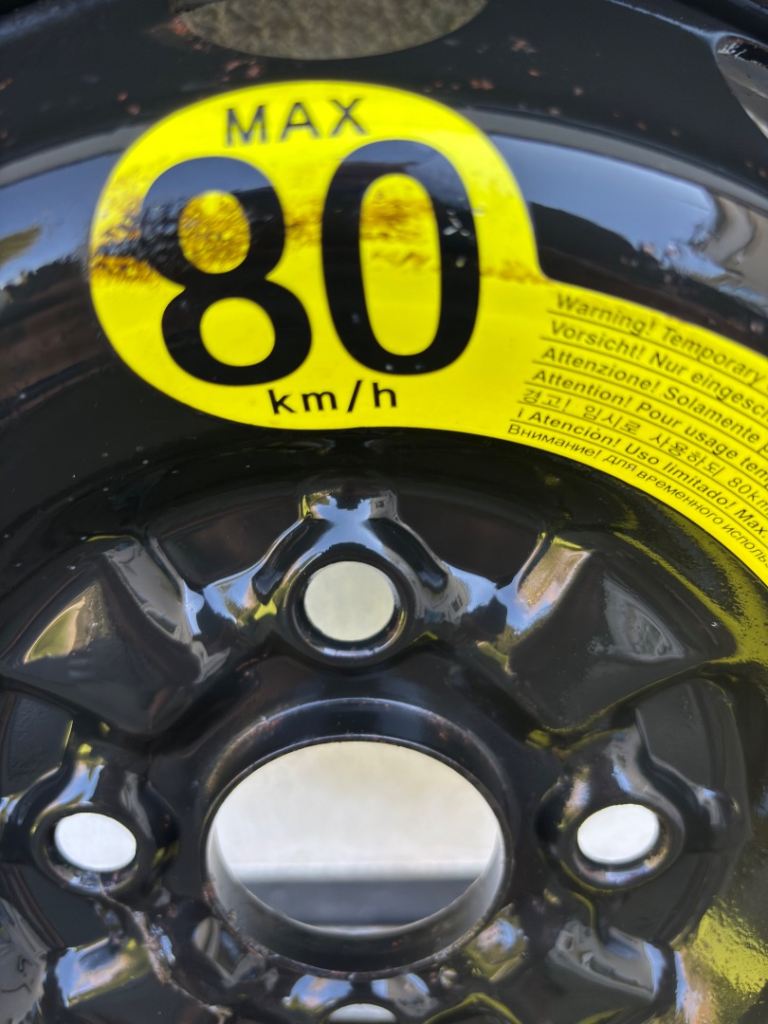 MAX
80
km/h
Warning! Temporary
Vorsicht! Nur eingesch
Attenzione! Solamente
Attention! Pour usage temp
경고! 임시로 사용하되 80km
¡ Atención! Uso limitado! Max
Внимание! для временного исполь